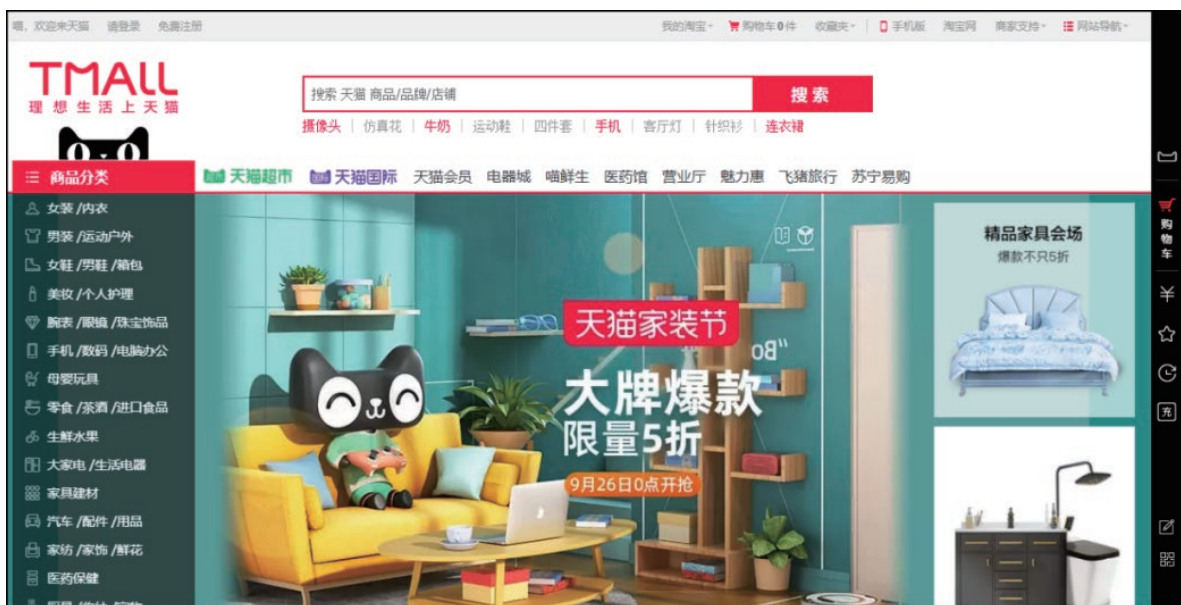 喵，欢迎来天猫 请登录 免费注册
我的淘宝 购物车0件 收藏夹 手机版 淘宝网 商家支持 网站导航
TMALL
理想生活上天猫
搜索 天猫 商品/品牌/店铺
搜索
摄像头 | 仿真花 | 牛奶 | 运动鞋 | 四件套 | 手机 | 客厅灯 | 针织衫 | 连衣裙
商品分类
天猫超市 天猫国际 天猫会员 电器城 喵鲜生 医药馆 营业厅 魅力惠 飞猪旅行 苏宁易购
女装 /内衣
男装 /运动户外
女鞋 /男鞋 /箱包
美妆 /个人护理
腕表 /眼镜 /珠宝饰品
手机 /数码 /电脑办公
母婴玩具
零食 /茶酒 /进口食品
生鲜水果
大家电 /生活电器
家具建材
汽车 /配件 /用品
家纺 /家饰 /鲜花
医药保健
天猫家装节
大牌爆款
限量5折
9月26日0点开抢
精品家具会场
爆款不只5折
购物车
充